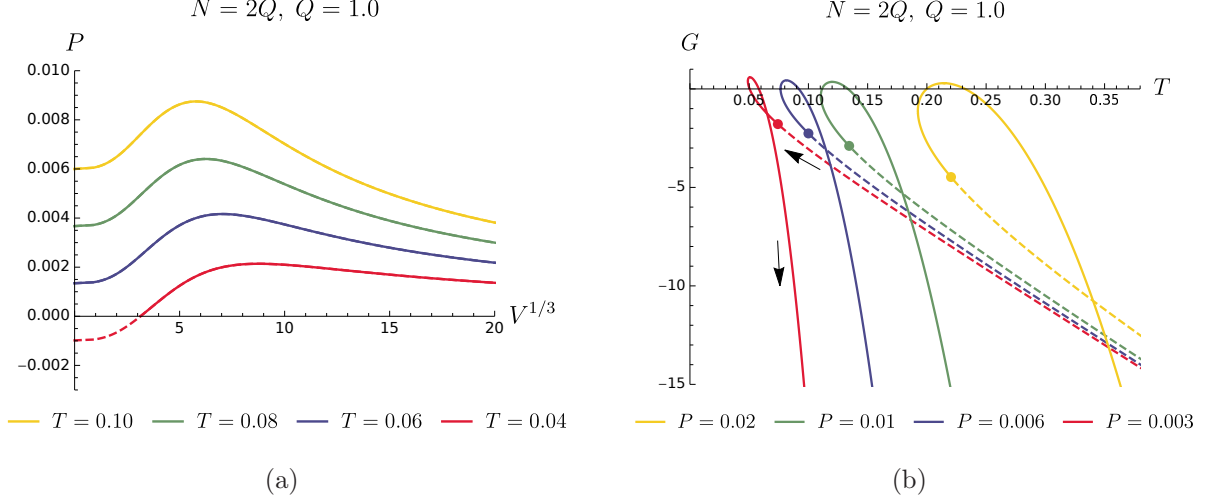 N = 2Q, Q = 1.0
P
0.010
0.008
0.006
0.004
0.002
0.000
−0.002
5
10
15
20
V^{1/3}
T = 0.10
T = 0.08
T = 0.06
T = 0.04
(a)
N = 2Q, Q = 1.0
G
0.05
0.10
0.15
0.20
0.25
0.30
0.35
T
−5
−10
−15
P = 0.02
P = 0.01
P = 0.006
P = 0.003
(b)